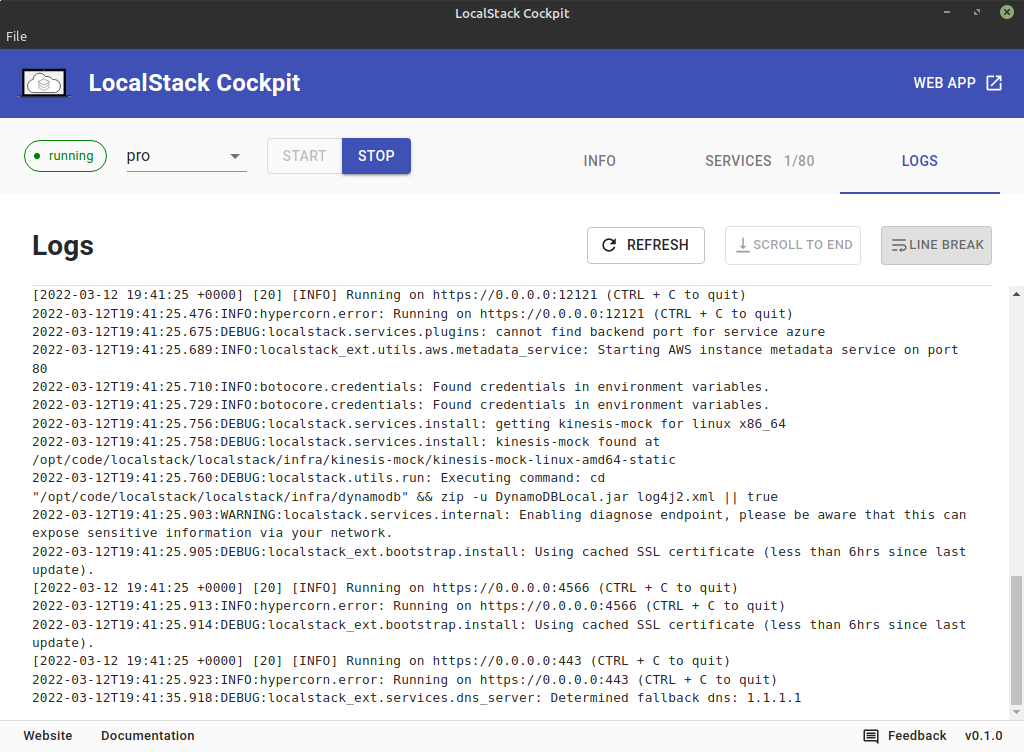 LocalStack Cockpit
File
LocalStack Cockpit
WEB APP
running
pro
START
STOP
INFO
SERVICES 1/80
LOGS
Logs
REFRESH
SCROLL TO END
LINE BREAK
[2022-03-12 19:41:25 +0000] [20] [INFO] Running on https://0.0.0.0:12121 (CTRL + C to quit)
2022-03-12T19:41:25.476:INFO:hypercorn.error: Running on https://0.0.0.0:12121 (CTRL + C to quit)
2022-03-12T19:41:25.675:DEBUG:localstack.services.plugins: cannot find backend port for service azure
2022-03-12T19:41:25.689:INFO:localstack_ext.utils.aws.metadata_service: Starting AWS instance metadata service on port
80
2022-03-12T19:41:25.710:INFO:botocore.credentials: Found credentials in environment variables.
2022-03-12T19:41:25.729:INFO:botocore.credentials: Found credentials in environment variables.
2022-03-12T19:41:25.756:DEBUG:localstack.services.install: getting kinesis-mock for linux x86_64
2022-03-12T19:41:25.758:DEBUG:localstack.services.install: kinesis-mock found at
/opt/code/localstack/localstack/infra/kinesis-mock/kinesis-mock-linux-amd64-static
2022-03-12T19:41:25.760:DEBUG:localstack.utils.run: Executing command: cd
"/opt/code/localstack/localstack/infra/dynamodb" && zip -u DynamoDBLocal.jar log4j2.xml || true
2022-03-12T19:41:25.903:WARNING:localstack.services.internal: Enabling diagnose endpoint, please be aware that this can
expose sensitive information via your network.
2022-03-12T19:41:25.905:DEBUG:localstack_ext.bootstrap.install: Using cached SSL certificate (less than 6hrs since last
update).
[2022-03-12 19:41:25 +0000] [20] [INFO] Running on https://0.0.0.0:4566 (CTRL + C to quit)
2022-03-12T19:41:25.913:INFO:hypercorn.error: Running on https://0.0.0.0:4566 (CTRL + C to quit)
2022-03-12T19:41:25.914:DEBUG:localstack_ext.bootstrap.install: Using cached SSL certificate (less than 6hrs since last
update).
[2022-03-12 19:41:25 +0000] [20] [INFO] Running on https://0.0.0.0:443 (CTRL + C to quit)
2022-03-12T19:41:25.923:INFO:hypercorn.error: Running on https://0.0.0.0:443 (CTRL + C to quit)
2022-03-12T19:41:35.918:DEBUG:localstack_ext.services.dns_server: Determined fallback dns: 1.1.1.1
Website
Documentation
Feedback
v0.1.0